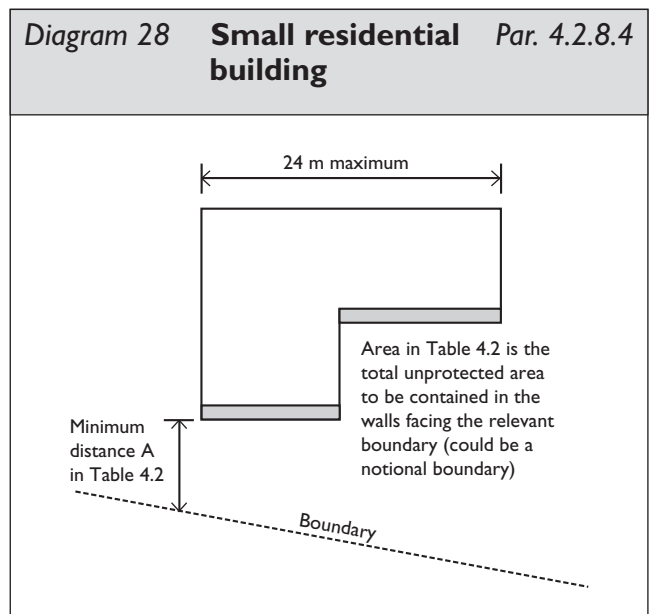 Diagram 28 Small residential Par. 4.2.8.4
building
24 m maximum
Area in Table 4.2 is the
total unprotected area
to be contained in the
walls facing the relevant
boundary (could be a
notional boundary)
Minimum
distance A
in Table 4.2
Boundary